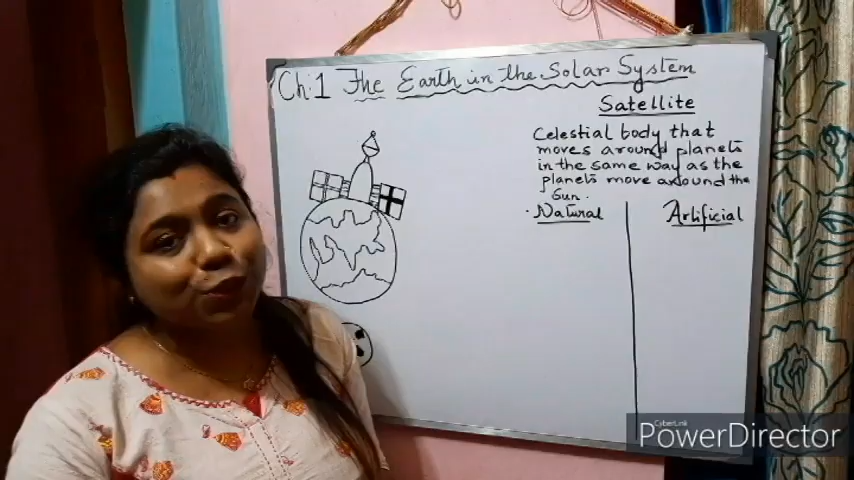 Ch:1 The Earth in the Solar System
Satellite
Celestial body that
moves around planets
in the same way as the
planets move around the
Sun.
Natural
Artificial
CyberLink
PowerDirector